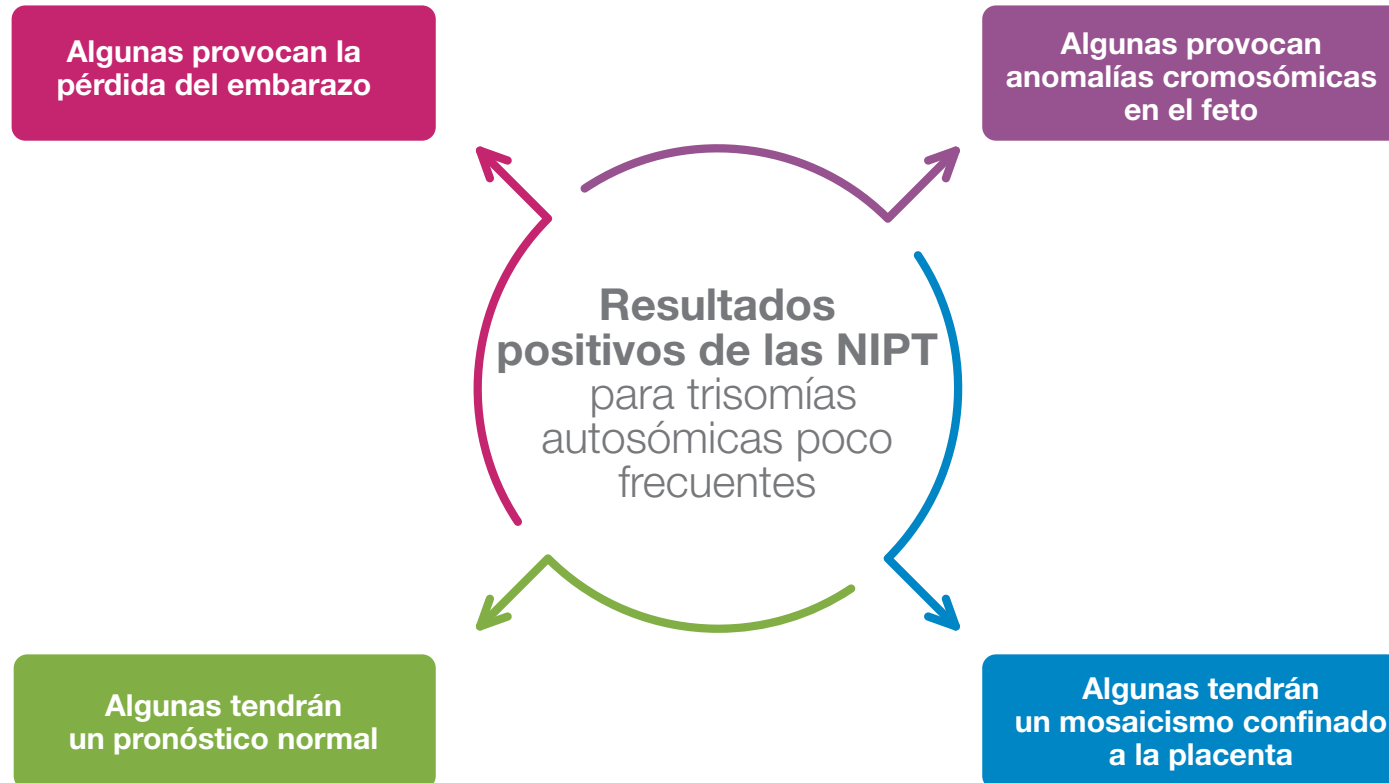 Algunas provocan la
pérdida del embarazo
Algunas provocan
anomalías cromosómicas
en el feto
Resultados
positivos de las NIPT
para trisomías
autosómicas poco
frecuentes
Algunas tendrán
un pronóstico normal
Algunas tendrán
un mosaicismo confinado
a la placenta